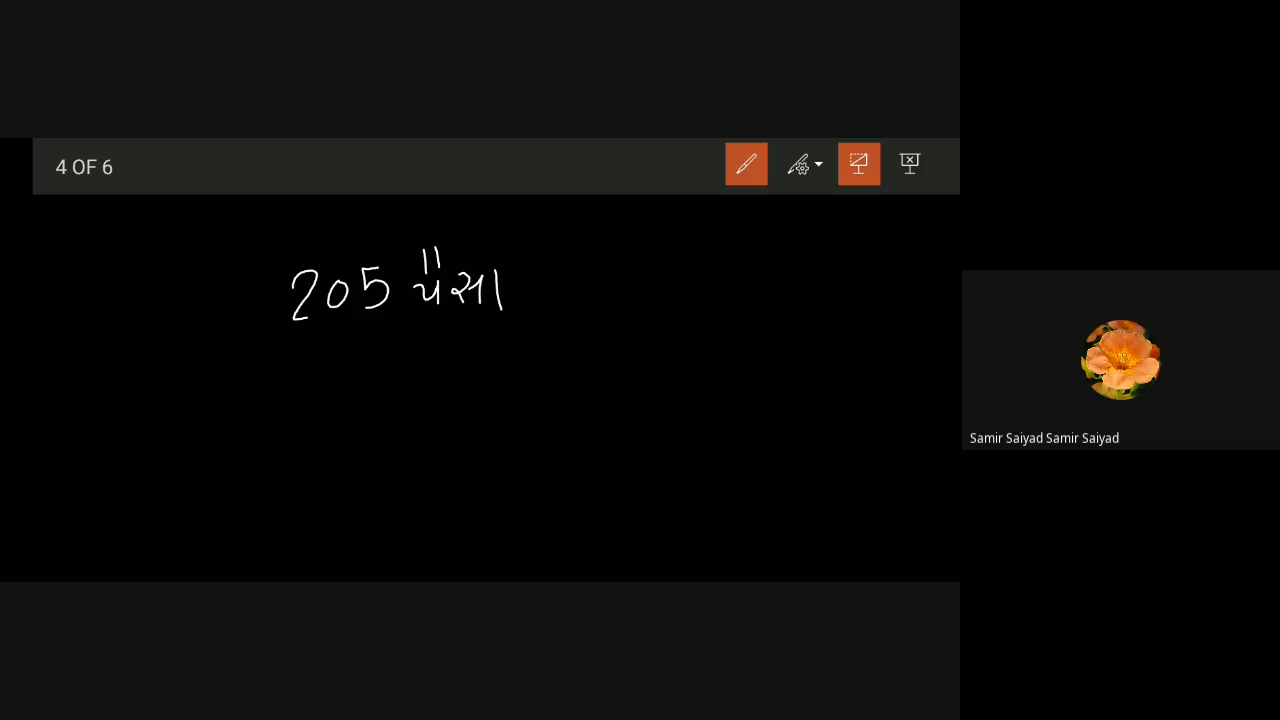 4 OF 6
205 પૈસા
Samir Saiyad Samir Saiyad